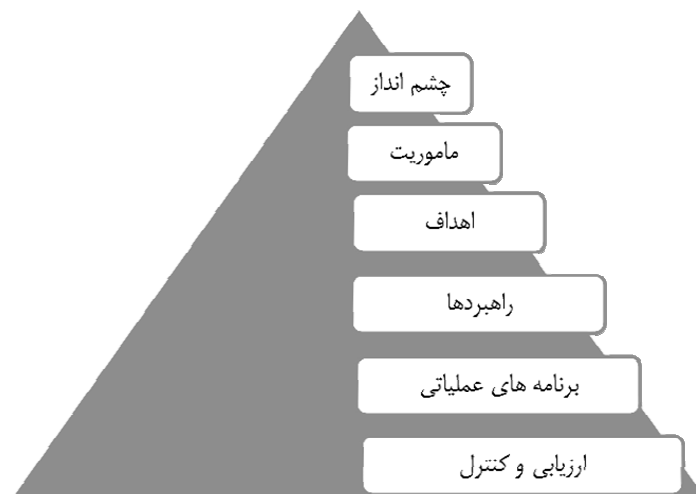 چشم انداز
ماموریت
اهداف
راهبردها
برنامه های عملیاتی
ارزیابی و کنترل